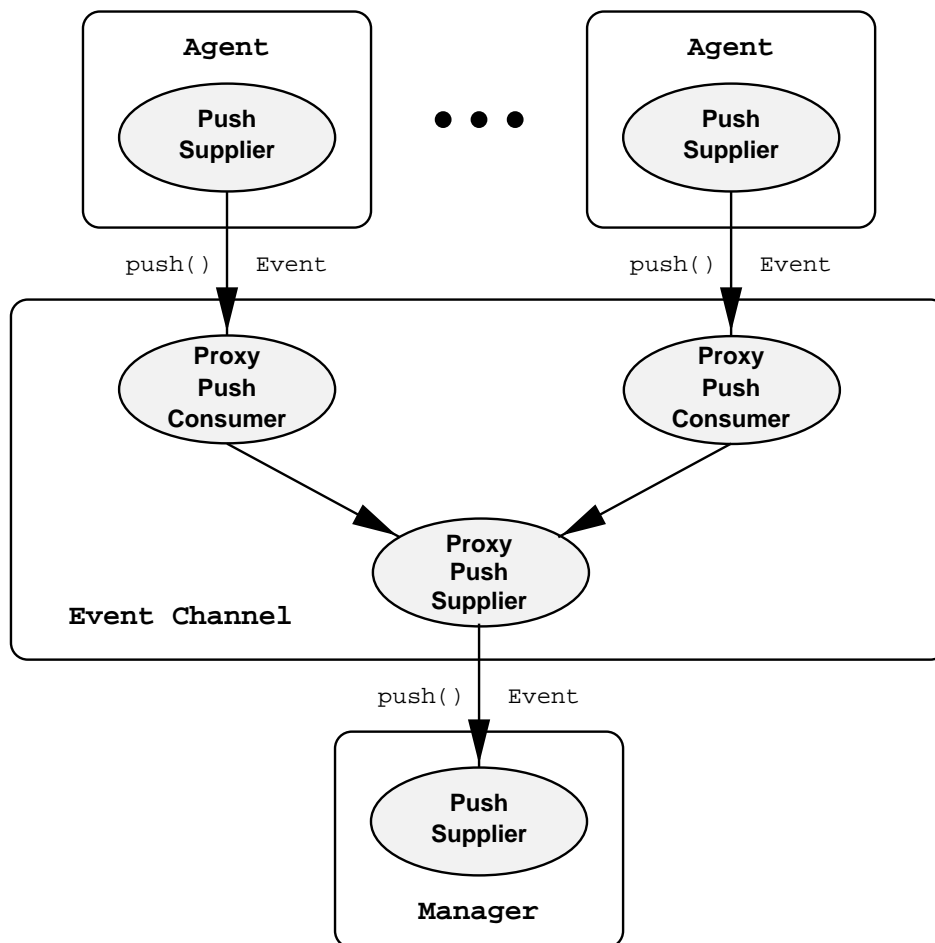 Agent
Agent
Push
Supplier
Push
Supplier
push() Event
push() Event
Proxy
Push
Consumer
Proxy
Push
Consumer
Proxy
Push
Supplier
Event Channel
push() Event
Push
Supplier
Manager